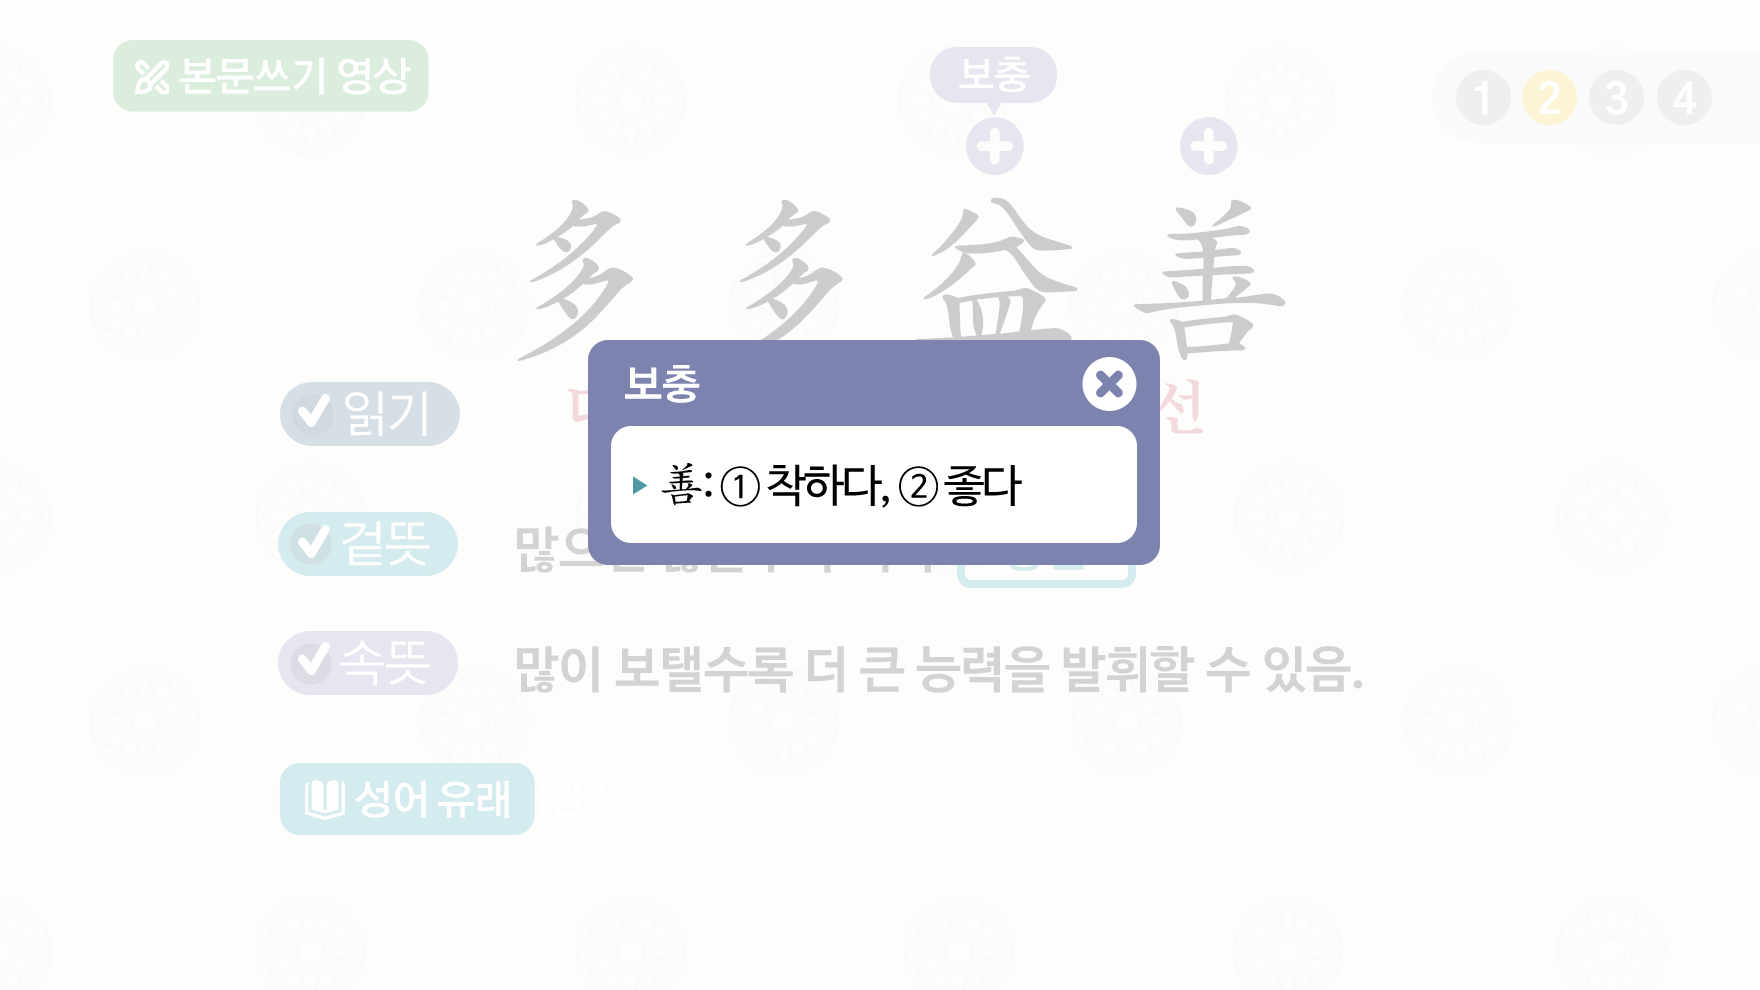 본문쓰기 영상
보충
1 2 3 4
多 多 益 善
읽기
선
보충
善: ① 착하다, ② 좋다
겉뜻
속뜻 많이 보탤수록 더 큰 능력을 발휘할 수 있음.
성어 유래